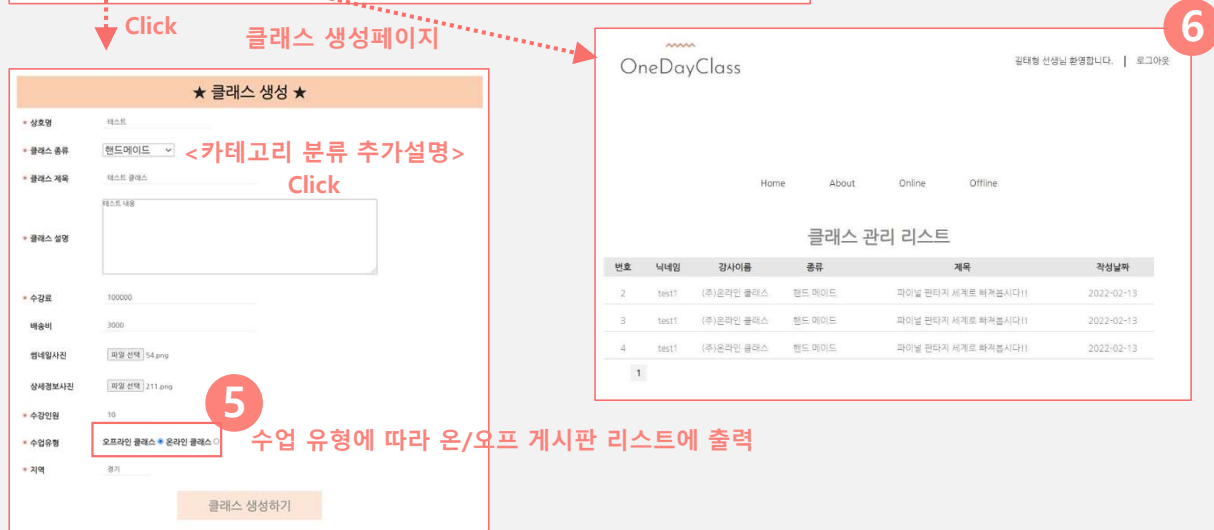 Click
클래스 생성페이지
6
OneDayClass
김태형 선생님 환영합니다. | 로그아웃
Home About Online Offline
클래스 관리 리스트
번호 닉네임 강사이름 종류 제목 작성날짜
2 test1 (주)온라인 클래스 핸드 메이드 파이널 판타지 세계로 빠져봅시다!! 2022-02-13
3 test1 (주)온라인 클래스 핸드 메이드 파이널 판타지 세계로 빠져봅시다!! 2022-02-13
4 test1 (주)온라인 클래스 핸드 메이드 파이널 판타지 세계로 빠져봅시다!! 2022-02-13
1
★ 클래스 생성 ★
* 상호명 테스트
* 클래스 종류 핸드메이드
<카테고리 분류 추가설명>
* 클래스 제목 테스트 클래스
Click
* 클래스 설명 테스트 내용
* 수강료 100000
배송비 3000
썸네일사진 파일 선택 54.png
상세정보사진 파일 선택 211.png
* 수강인원 10
5
* 수업유형 오프라인 클래스 온라인 클래스
수업 유형에 따라 온/오프 게시판 리스트에 출력
* 지역 경기
클래스 생성하기